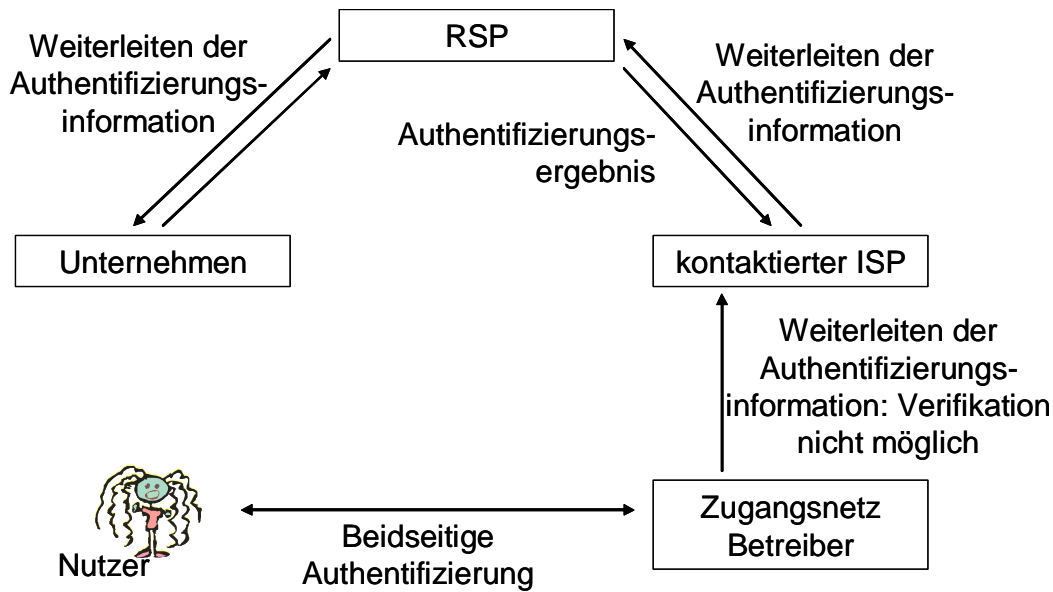 RSP
Weiterleiten der
Authentifizierungs-
information
Weiterleiten der
Authentifizierungs-
information
Authentifizierungs-
ergebnis
Unternehmen
kontaktierter ISP
Weiterleiten der
Authentifizierungs-
information: Verifikation
nicht möglich
Zugangsnetz
Betreiber
Beidseitige
Authentifizierung
Nutzer